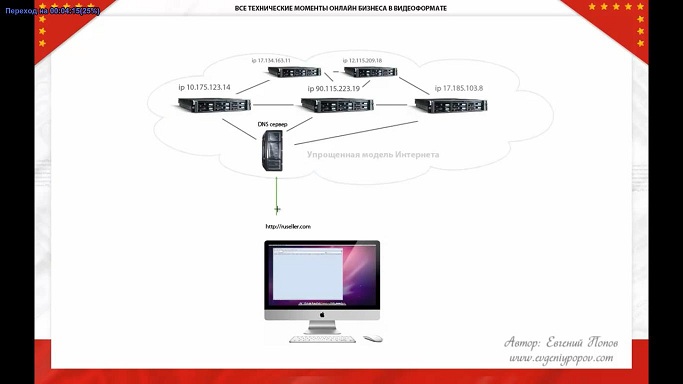 Переход на 00:04:15(25%)
ВСЕ ТЕХНИЧЕСКИЕ МОМЕНТЫ ОНЛАЙН БИЗНЕСА В ВИДЕОФОРМАТЕ
ip 17.134.163.11
ip 12.115.209.18
ip 10.175.123.14
ip 90.115.223.19
ip 17.185.103.8
DNS сервер
Упрощенная модель Интернета
http://ruseller.com
Автор: Евгений Попов
www.evgeniypopov.com